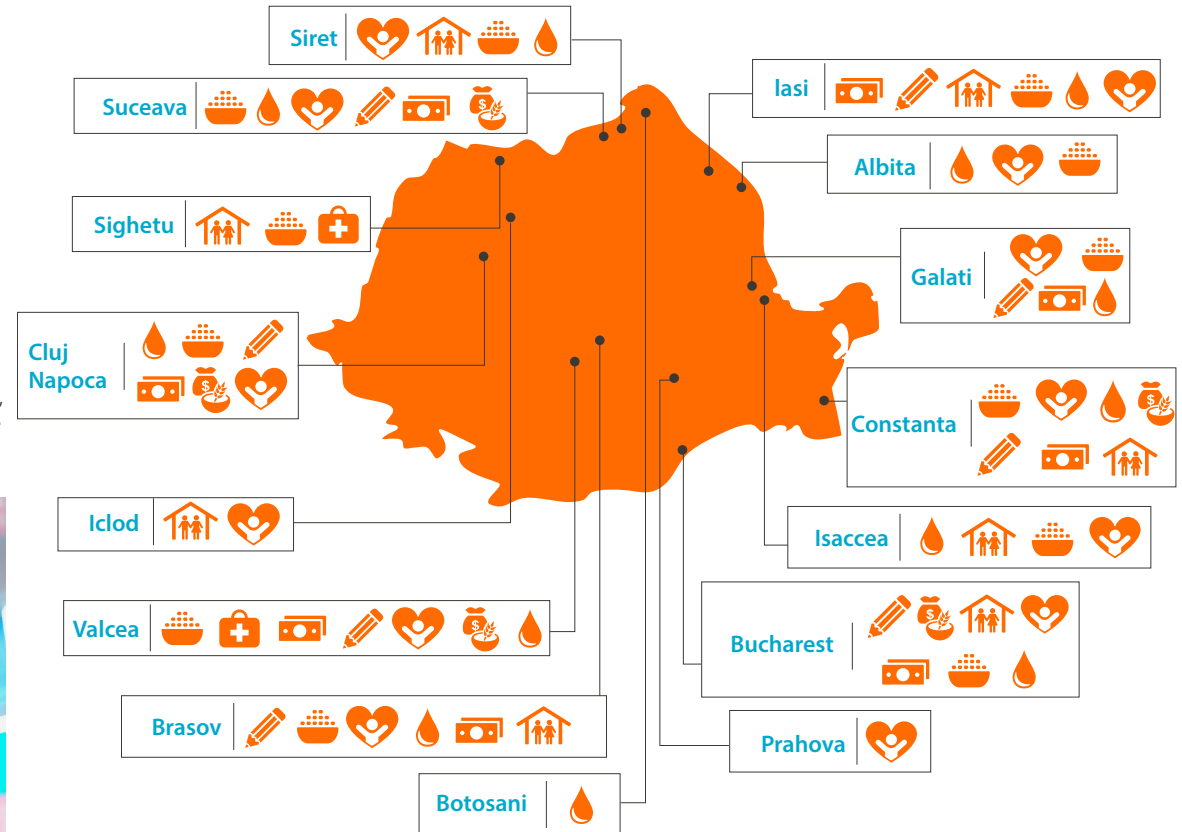 Siret
Suceava
Iasi
Albita
Sighetu
Galati
Cluj
Napoca
Constanta
Iclod
Isaccea
Valcea
Bucharest
Brasov
Prahova
Botosani